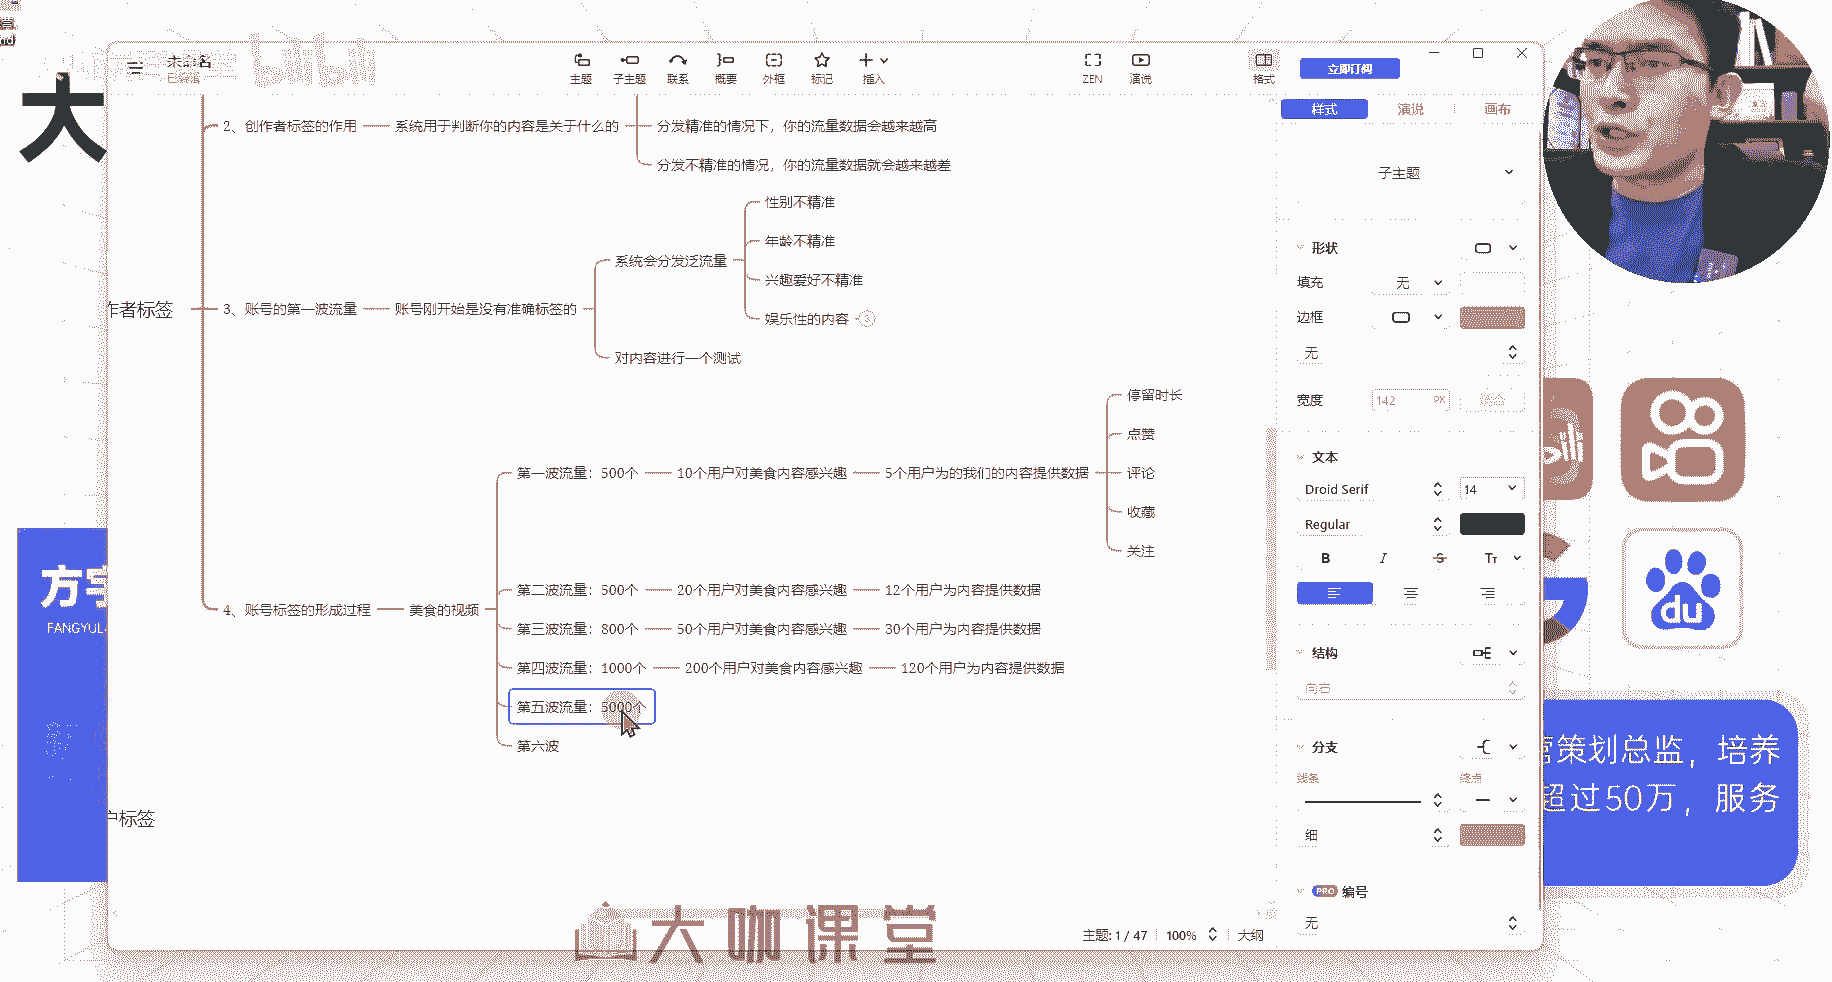 大
bilibili
未命名
主题
子主题
联系
概要
外框
标记
插入
ZEN
演说
格式
立即订阅
样式
演说
画布
2、创作者标签的作用
系统用于判断你的内容是关于什么的
分发精准的情况下，你的流量数据会越来越高
分发不精准的情况，你的流量数据就会越来越差
作者标签
3、账号的第一波流量
账号刚开始是没有准确标签的
系统会分发泛流量
性别不精准
年龄不精准
兴趣爱好不精准
娱乐性的内容
对内容进行一个测试
4、账号标签的形成过程
美食的视频
第一波流量：500个
10个用户对美食内容感兴趣
5个用户为的我们的内容提供数据
停留时长
点赞
评论
收藏
关注
第二波流量：500个
20个用户对美食内容感兴趣
12个用户为内容提供数据
第三波流量：800个
50个用户对美食内容感兴趣
30个用户为内容提供数据
第四波流量：1000个
200个用户对美食内容感兴趣
120个用户为内容提供数据
第五波流量：5000个
第六波
户标签
子主题
形状
填充
无
边框
无
宽度
142
PX
文本
Droid Serif
14
Regular
B I S Tт
结构
向右
分支
线条
终点
细
PRO 编号
无
主题: 1 / 47
100%
大纲
方宇
FANGYUL
du
营策划总监，培养
超过50万，服务
大咖课堂